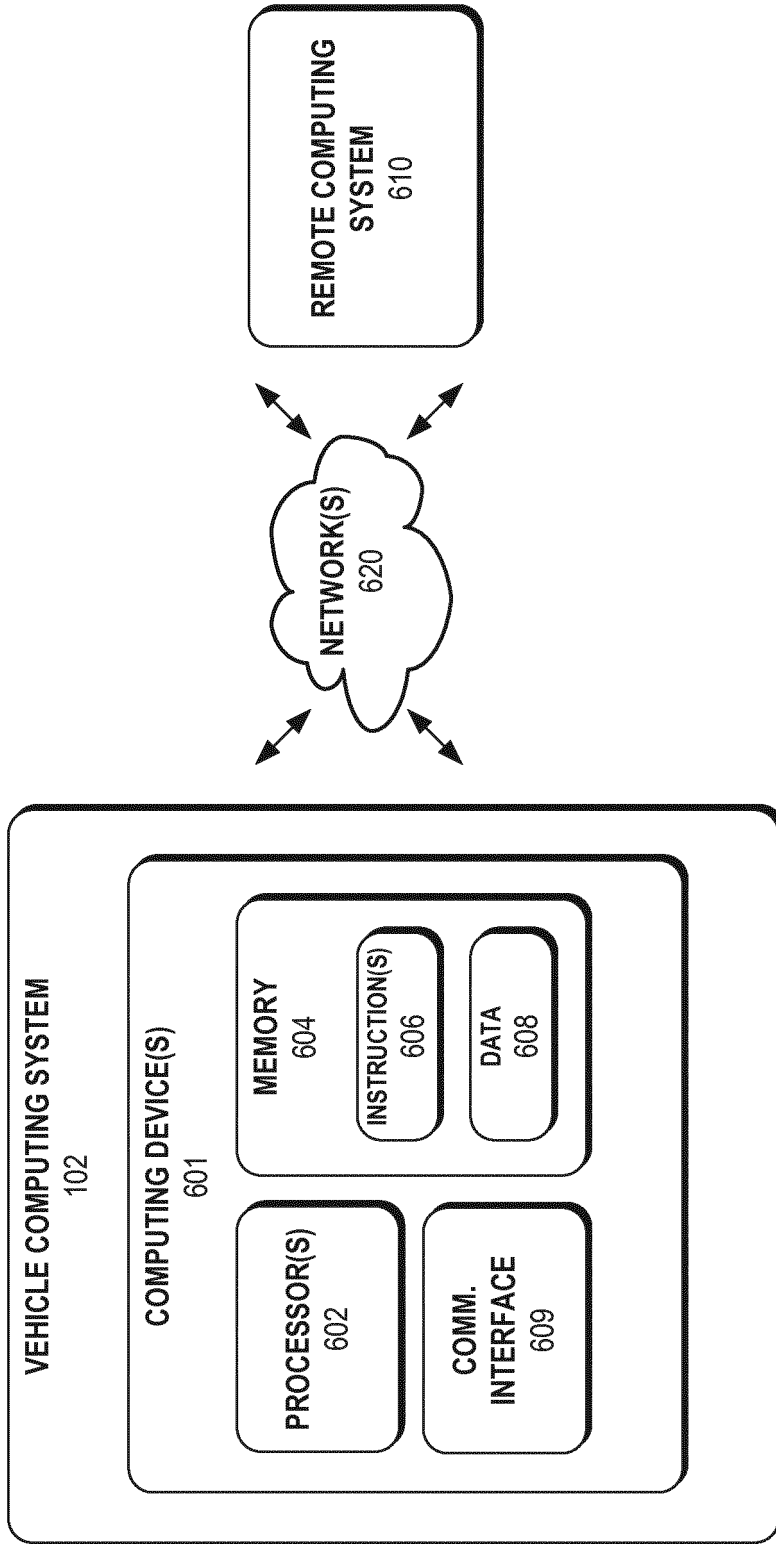 VEHICLE COMPUTING SYSTEM
102
COMPUTING DEVICE(S)
601
PROCESSOR(S)
602
COMM.
INTERFACE
609
MEMORY
604
INSTRUCTION(S)
606
DATA
608
NETWORK(S)
620
REMOTE COMPUTING
SYSTEM
610